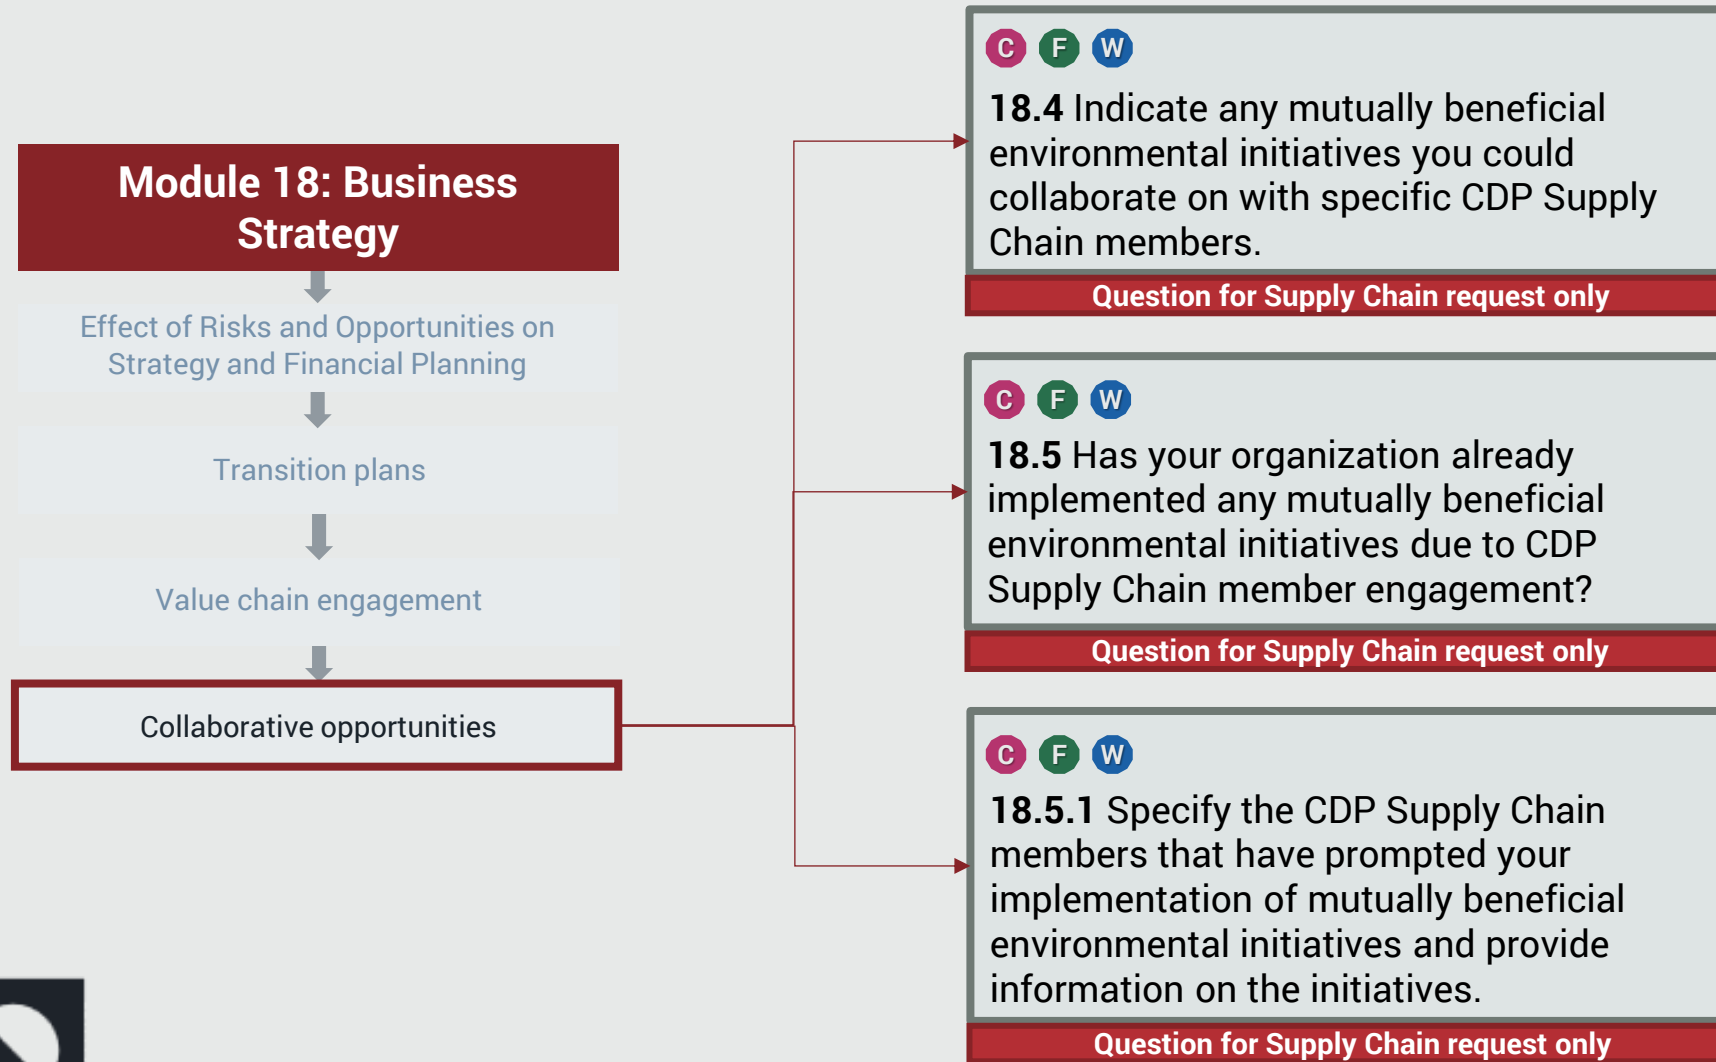 Module 18: Business
Strategy
Effect of Risks and Opportunities on
Strategy and Financial Planning
Transition plans
Value chain engagement
Collaborative opportunities
C F W
18.4 Indicate any mutually beneficial
environmental initiatives you could
collaborate on with specific CDP Supply
Chain members.
Question for Supply Chain request only
C F W
18.5 Has your organization already
implemented any mutually beneficial
environmental initiatives due to CDP
Supply Chain member engagement?
Question for Supply Chain request only
C F W
18.5.1 Specify the CDP Supply Chain
members that have prompted your
implementation of mutually beneficial
environmental initiatives and provide
information on the initiatives.
Question for Supply Chain request only